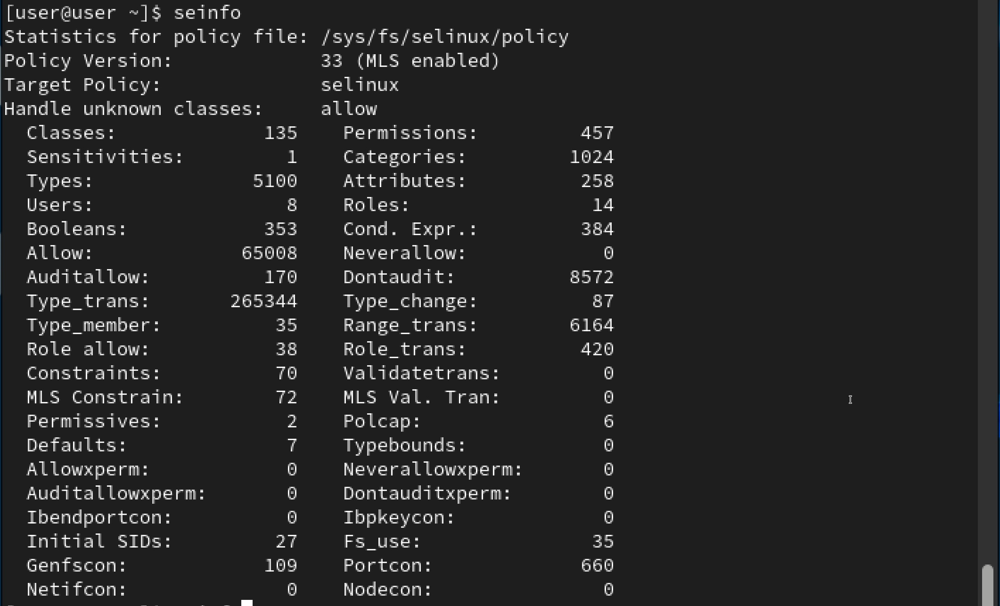 [user@user ~]$ seinfo
Statistics for policy file: /sys/fs/selinux/policy
Policy Version:             33 (MLS enabled)
Target Policy:              selinux
Handle unknown classes:     allow
  Classes:             135    Permissions:         457
  Sensitivities:         1    Categories:         1024
  Types:              5100    Attributes:          258
  Users:                 8    Roles:                14
  Booleans:            353    Cond. Expr.:         384
  Allow:             65008    Neverallow:            0
  Auditallow:          170    Dontaudit:          8572
  Type_trans:       265344    Type_change:          87
  Type_member:          35    Range_trans:        6164
  Role allow:           38    Role_trans:          420
  Constraints:          70    Validatetrans:         0
  MLS Constrain:        72    MLS Val. Tran:         0
  Permissives:           2    Polcap:                6
  Defaults:              7    Typebounds:            0
  Allowxperm:            0    Neverallowxperm:       0
  Auditallowxperm:       0    Dontauditxperm:        0
  Ibendportcon:          0    Ibpkeycon:             0
  Initial SIDs:         27    Fs_use:               35
  Genfscon:            109    Portcon:             660
  Netifcon:              0    Nodecon:               0